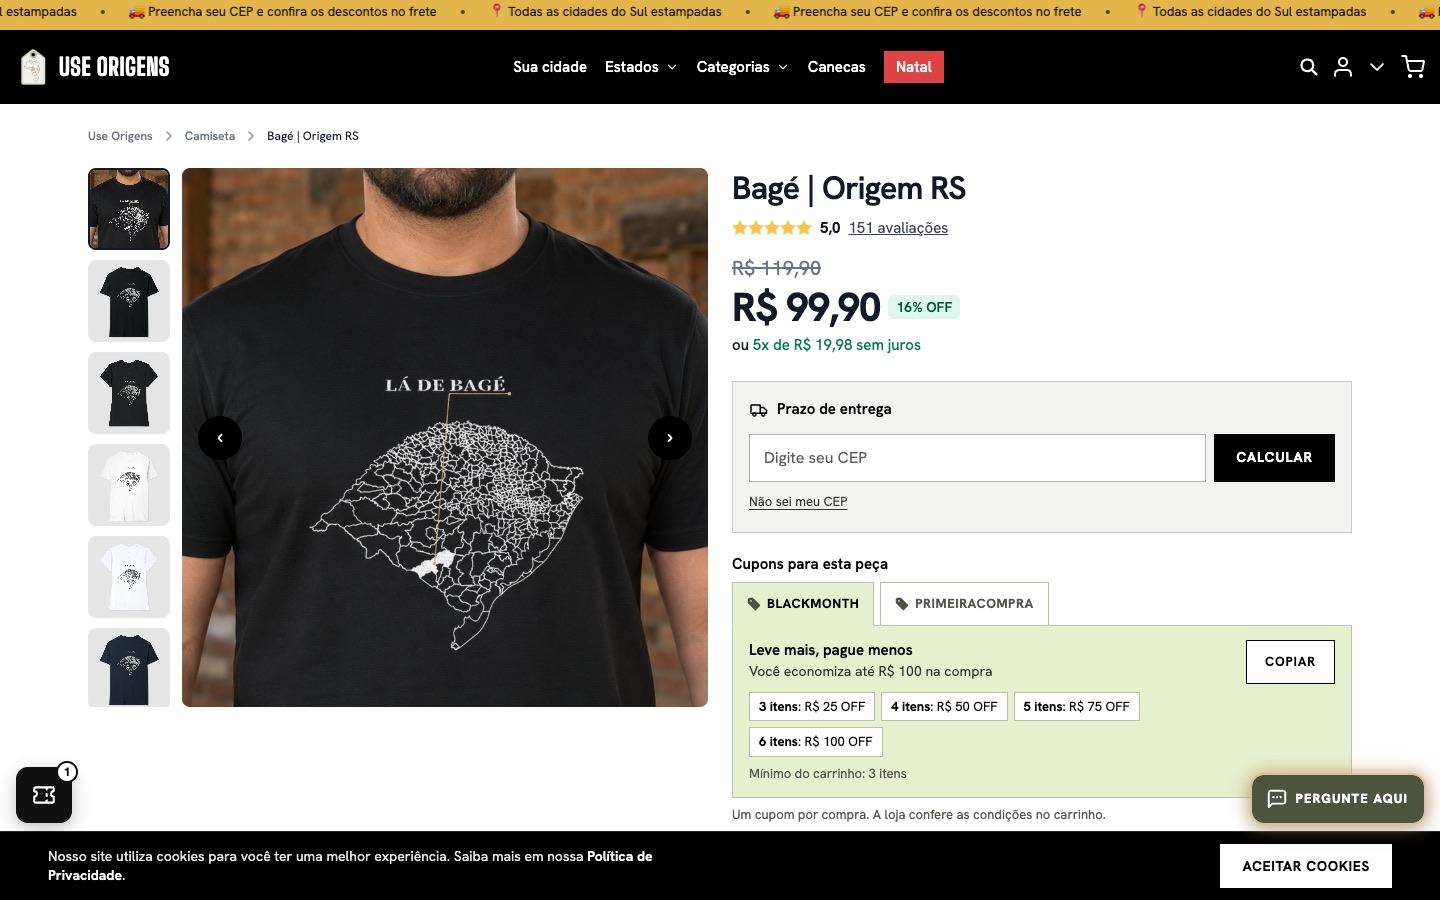 l estampadas • 🚚 Preencha seu CEP e confira os descontos no frete • 📍 Todas as cidades do Sul estampadas • 🚚 Preencha seu CEP e confira os descontos no frete • 📍 Todas as cidades do Sul estampadas • 🚚
USE ORIGENS
Sua cidade Estados Categorias Canecas Natal
Use Origens > Camiseta > Bagé | Origem RS
Bagé | Origem RS
5,0 151 avaliações
R$ 119,90
R$ 99,90 16% OFF
ou 5x de R$ 19,98 sem juros
LÁ DE BAGÉ
Prazo de entrega
Digite seu CEP CALCULAR
Não sei meu CEP
Cupons para esta peça
BLACKMONTH PRIMEIRACOMPRA
Leve mais, pague menos
Você economiza até R$ 100 na compra
COPIAR
3 itens: R$ 25 OFF 4 itens: R$ 50 OFF 5 itens: R$ 75 OFF
6 itens: R$ 100 OFF
Mínimo do carrinho: 3 itens
1
PERGUNTE AQUI
Um cupom por compra. A loja confere as condições no carrinho.
Nosso site utiliza cookies para você ter uma melhor experiência. Saiba mais em nossa Política de
Privacidade.
ACEITAR COOKIES